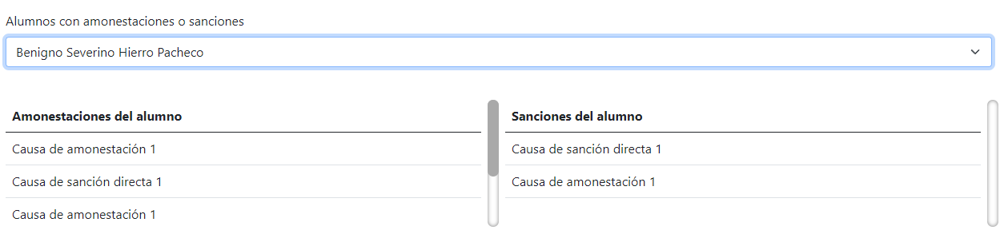 Alumnos con amonestaciones o sanciones
Benigno Severino Hierro Pacheco
Amonestaciones del alumno
Causa de amonestación 1
Causa de sanción directa 1
Causa de amonestación 1
Sanciones del alumno
Causa de sanción directa 1
Causa de amonestación 1